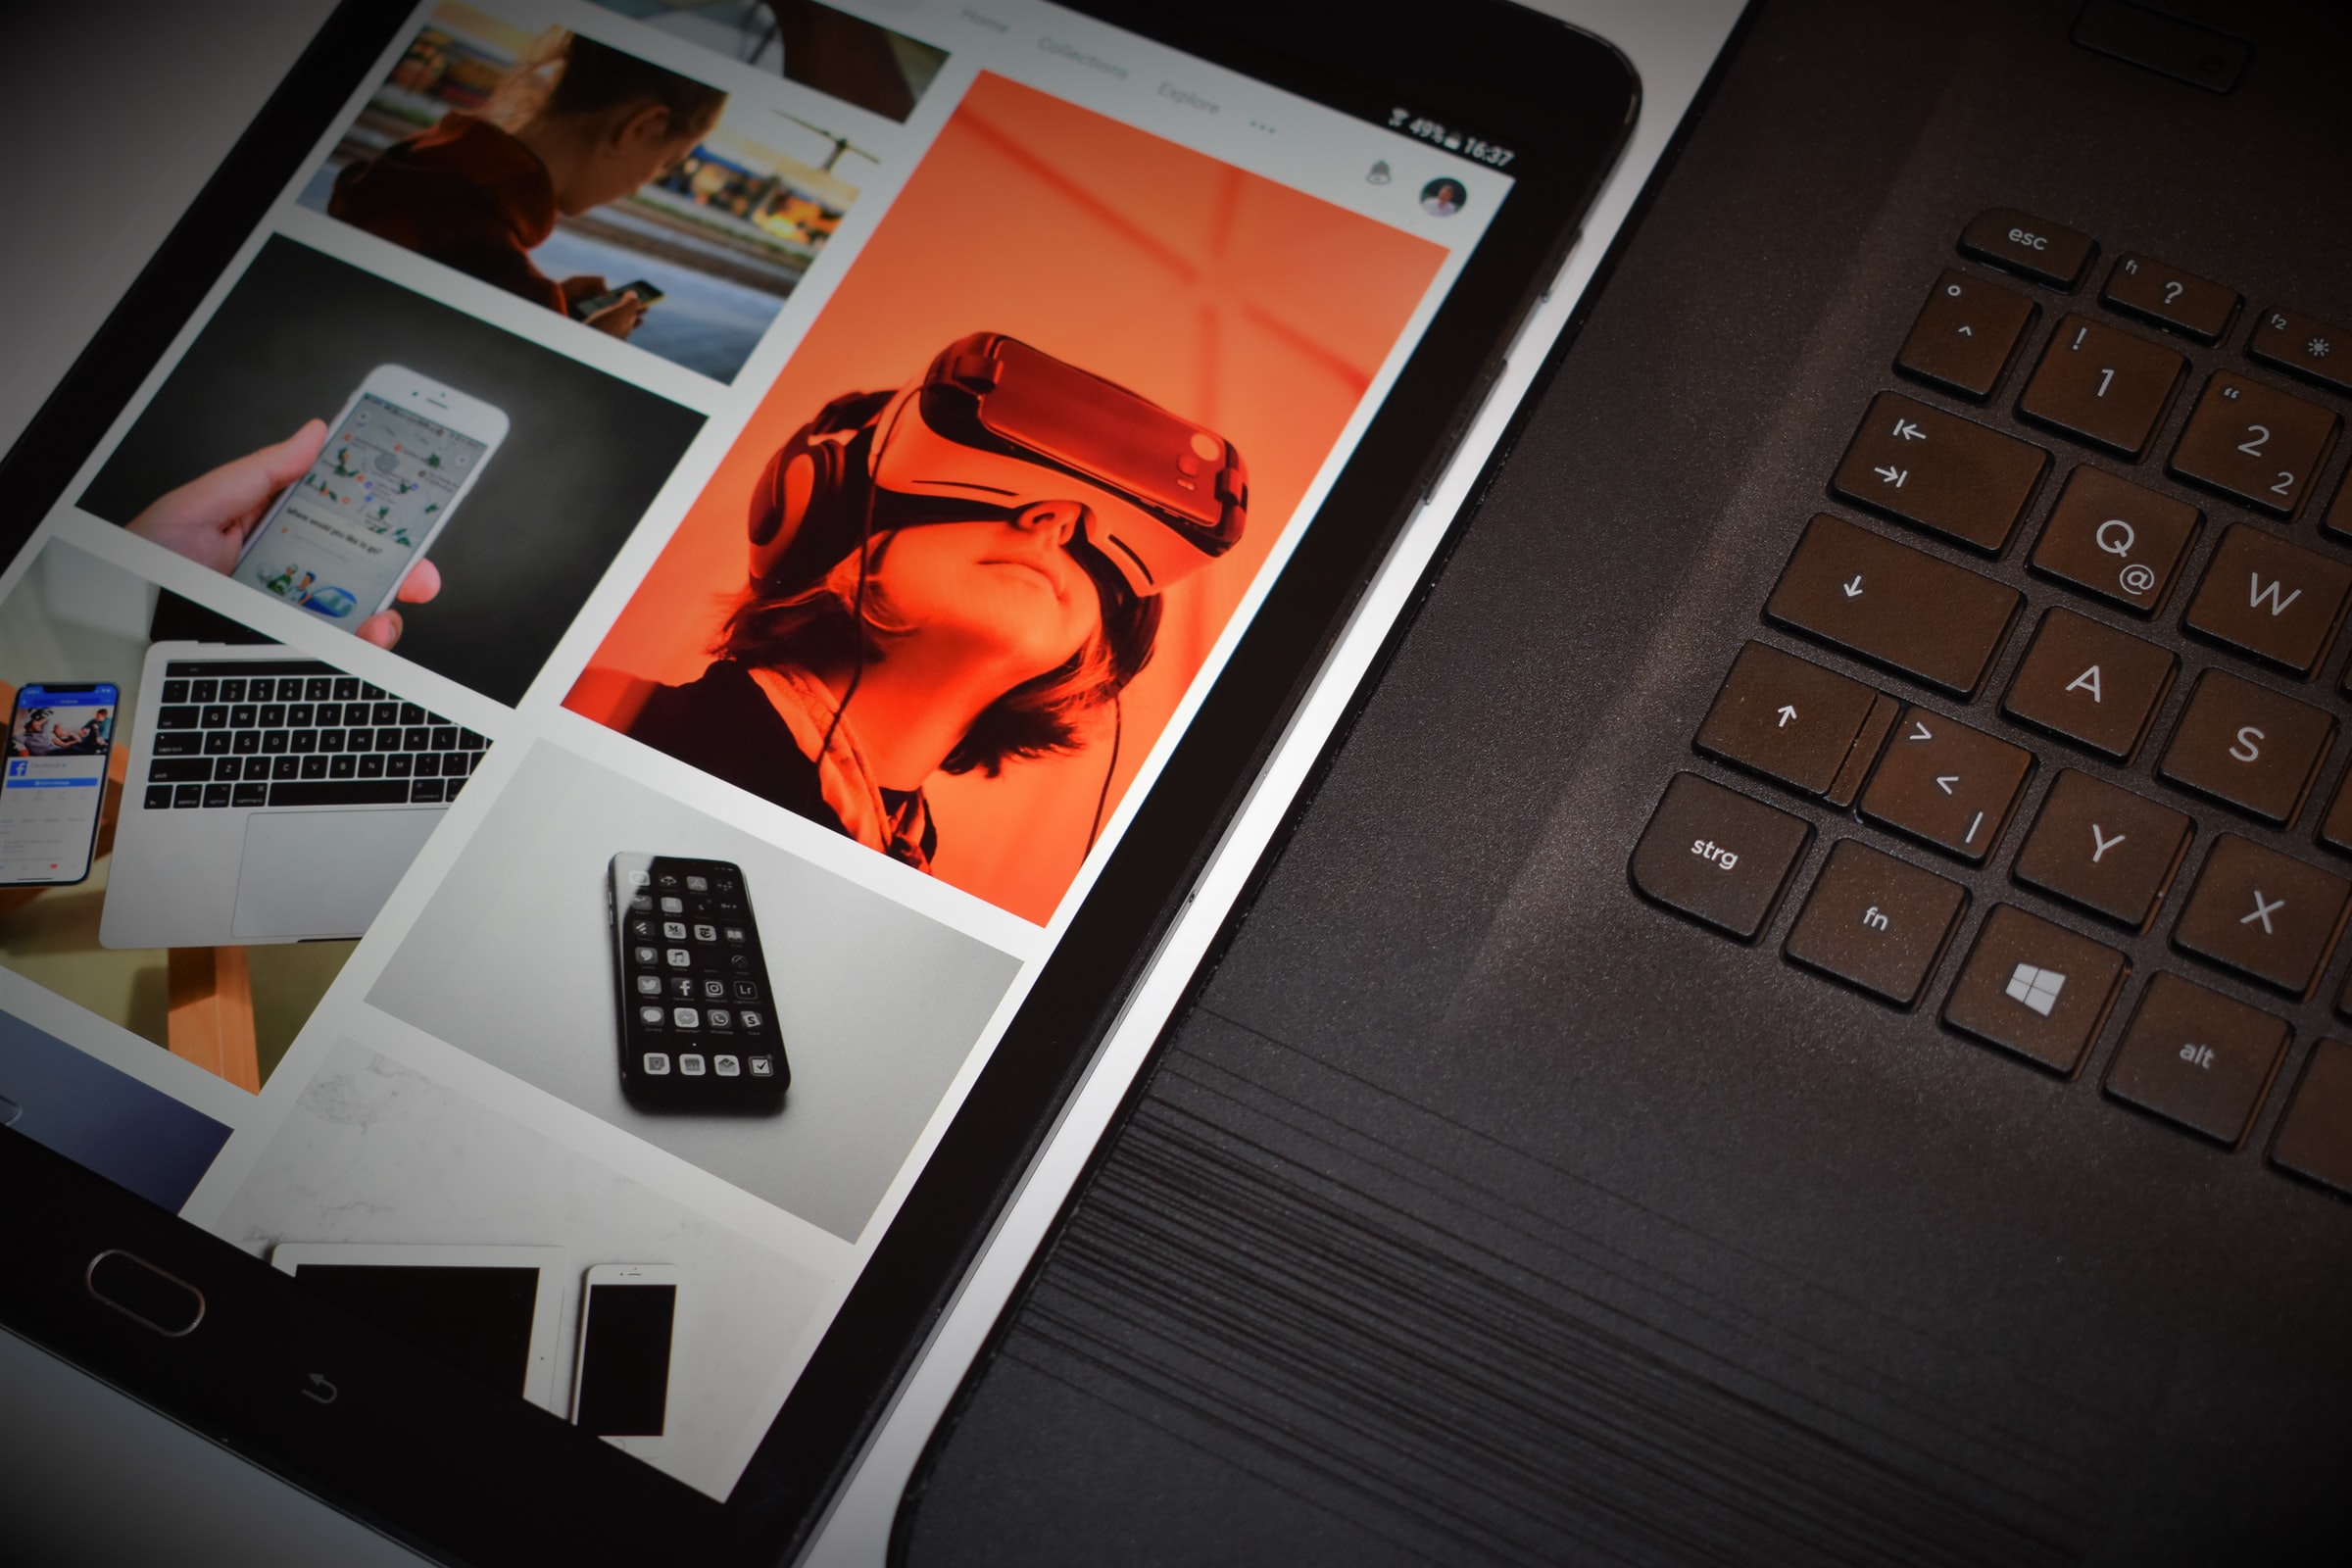 Home Collections Explore ...
49% 16:37
where would you like to go?
esc
f1 ?
f2
° ^
! 1
" 2 2
Q @
W
A
S
> < |
Y
X
strg
fn
alt